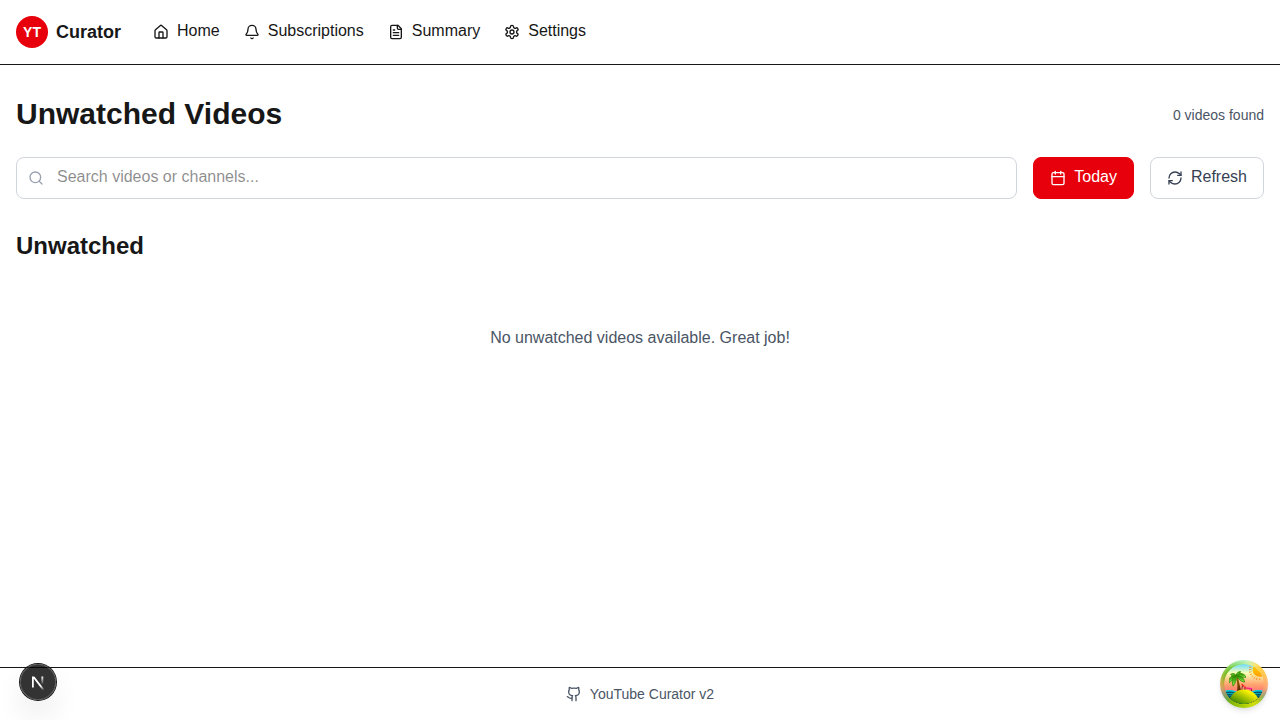 YT Curator Home Subscriptions Summary Settings
Unwatched Videos 0 videos found
Search videos or channels... Today Refresh
Unwatched
No unwatched videos available. Great job!
N YouTube Curator v2